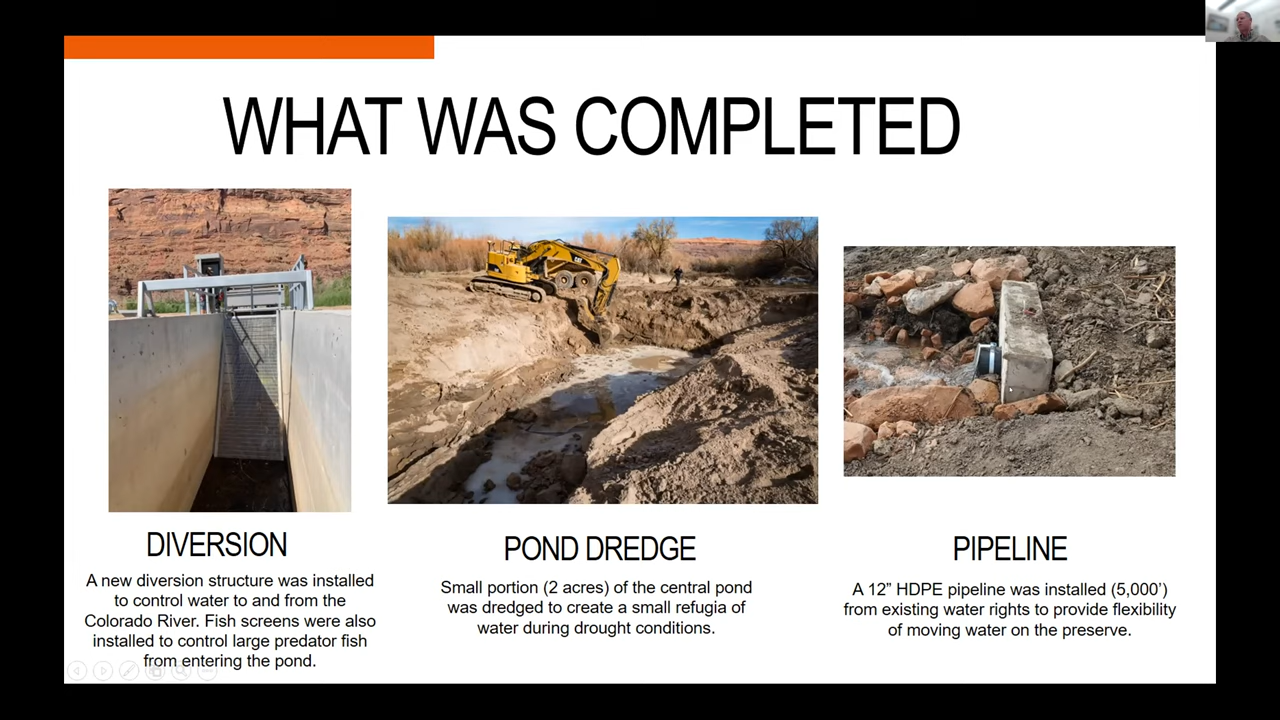 WHAT WAS COMPLETED
DIVERSION
A new diversion structure was installed
to control water to and from the
Colorado River. Fish screens were also
installed to control large predator fish
from entering the pond.
CAT
POND DREDGE
Small portion (2 acres) of the central pond
was dredged to create a small refugia of
water during drought conditions.
PIPELINE
A 12” HDPE pipeline was installed (5,000’)
from existing water rights to provide flexibility
of moving water on the preserve.